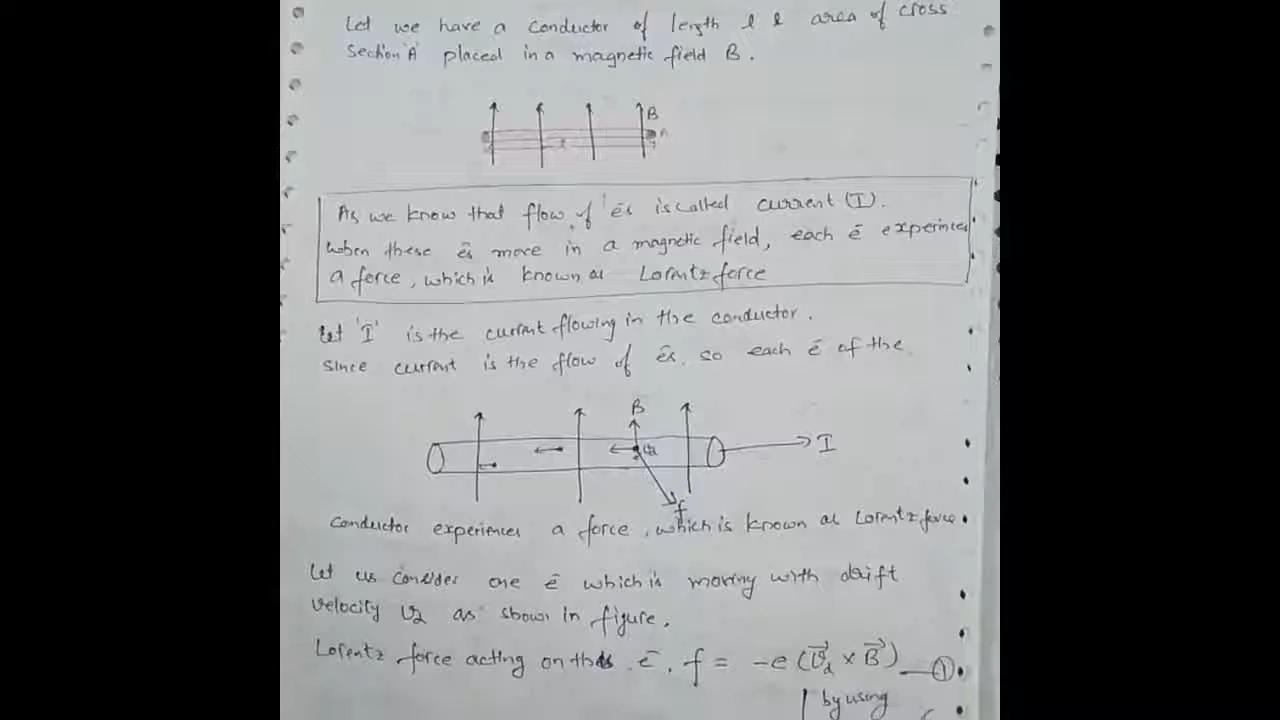 Let we have a conductor of length l & area of cross
section 'A' placed in a magnetic field B.
B
A
l
As we know that flow of ēs is called current (I).
When these ēs move in a magnetic field, each ē experinces
a force, which is known as Lorentz force
Let 'I' is the current flowing in the conductor.
Since current is the flow of ēs, so each ē of the
B
I
f
conductor experiences a force, which is known as Lorentz force
Let us consider one ē which is moving with drift
velocity vd as shown in figure.
Lorentz force acting on this ē, f = -e (v⃗d × B⃗) — ①
by using